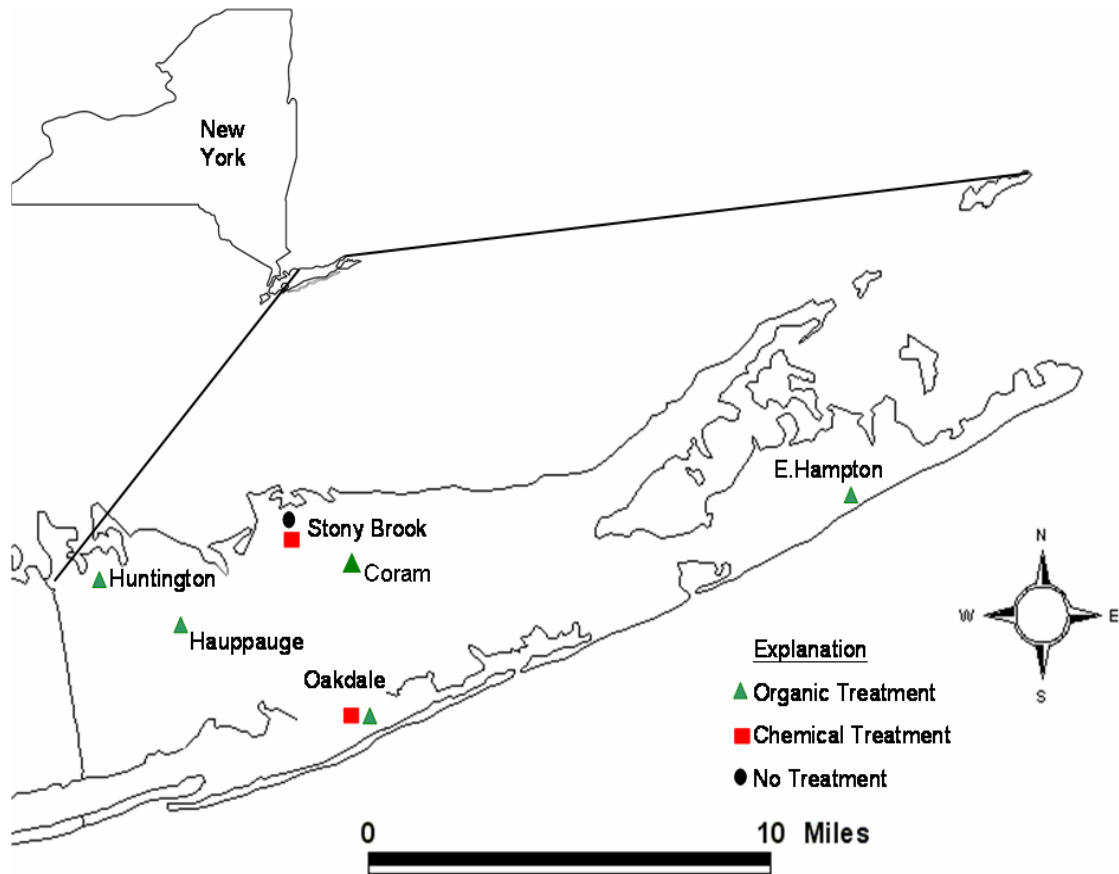 New
York
E.Hampton
Stony Brook
Coram
Huntington
Hauppauge
Oakdale
N
W
E
S
Explanation
Organic Treatment
Chemical Treatment
No Treatment
0
10 Miles